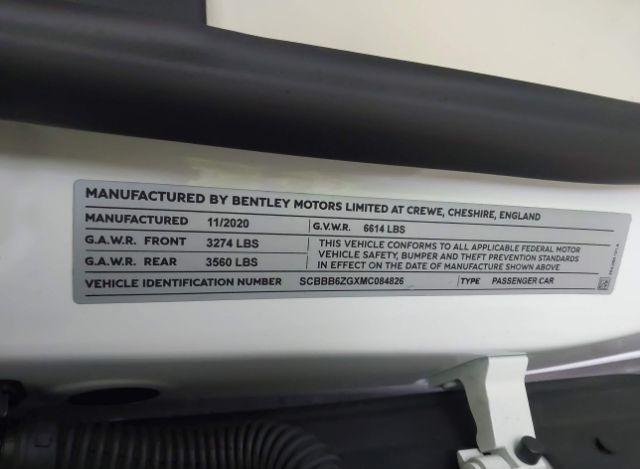 MANUFACTURED BY BENTLEY MOTORS LIMITED AT CREWE, CHESHIRE, ENGLAND
MANUFACTURED 11/2020 G.V.W.R. 6614 LBS
G.A.W.R. FRONT 3274 LBS
G.A.W.R. REAR 3560 LBS
THIS VEHICLE CONFORMS TO ALL APPLICABLE FEDERAL MOTOR
VEHICLE SAFETY, BUMPER AND THEFT PREVENTION STANDARDS
IN EFFECT ON THE DATE OF MANUFACTURE SHOWN ABOVE
VEHICLE IDENTIFICATION NUMBER SCBBB6ZGXMC084826 TYPE PASSENGER CAR